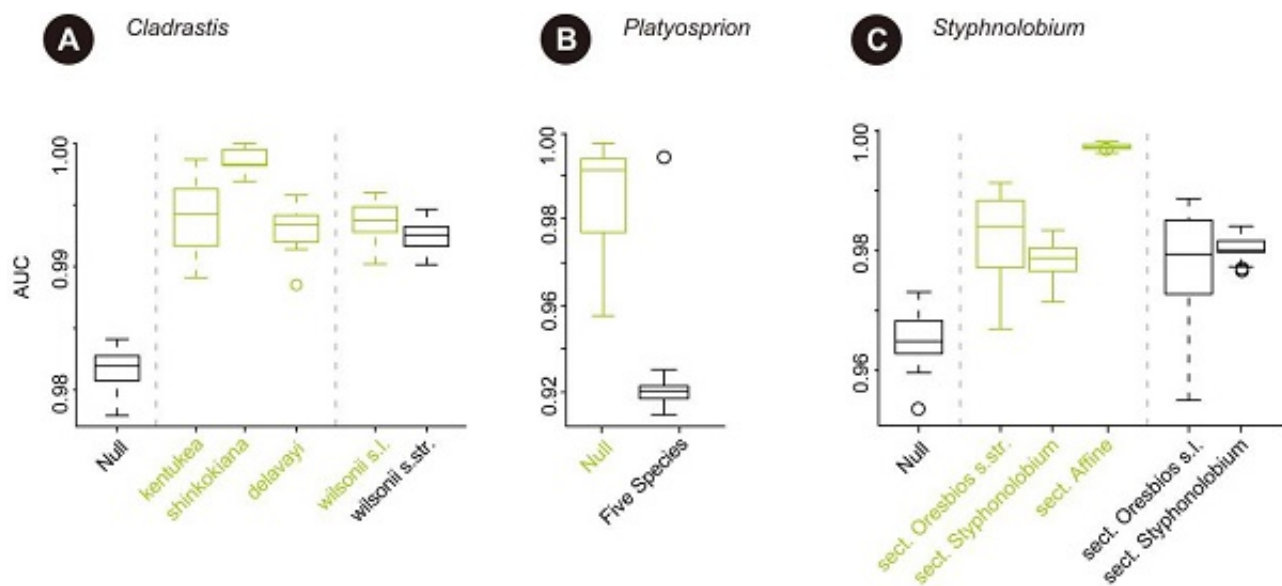 A Cladrastis
B Platyosprion
C Styphnolobium
AUC
1.00
0.99
0.98
Null
kentukea
shinkokiana
delavayi
wilsonii s.l.
wilsonii s.str.
1.00
0.98
0.96
0.92
Null
Five Species
1.00
0.98
0.96
Null
sect. Oresbios s.str.
sect. Styphonolobium
sect. Affine
sect. Oresbios s.l.
sect. Styphonolobium